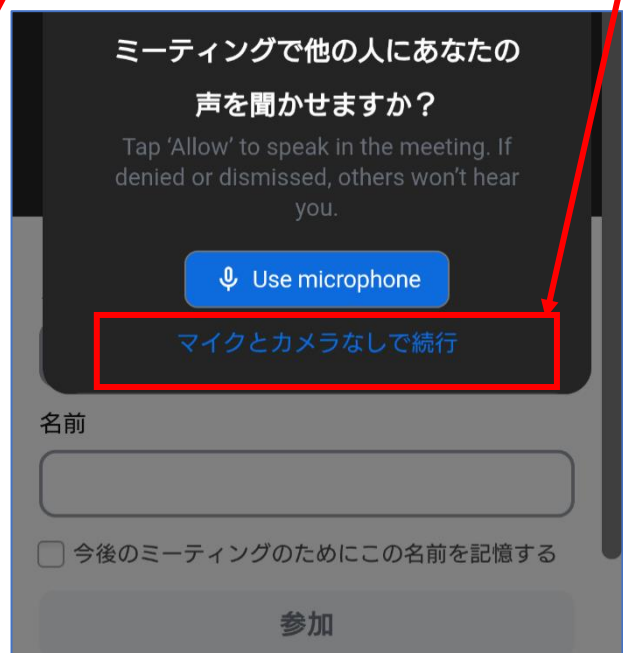 ミーティングで他の人にあなたの
声を聞かせますか？
Tap ‘Allow’ to speak in the meeting. If
denied or dismissed, others won’t hear
you.
Use microphone
マイクとカメラなしで続行
名前
今後のミーティングのためにこの名前を記憶する
参加